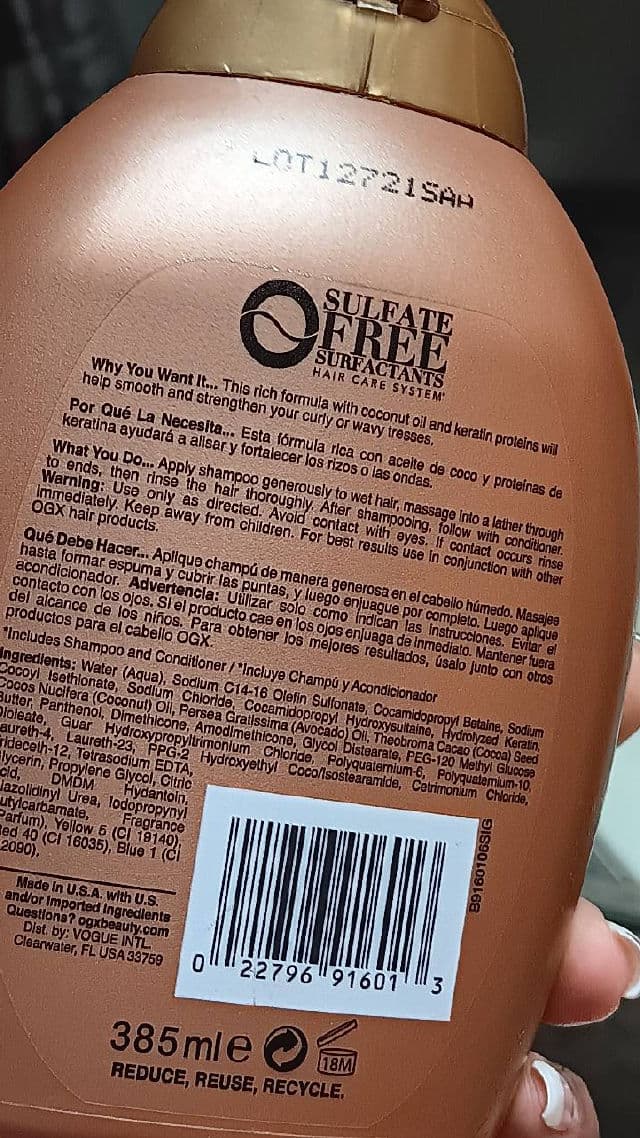 LOT12721SAH
SULFATE
FREE
SURFACTANTS
HAIR CARE SYSTEM
Why You Want It... This rich formula with coconut oil and keratin proteins will
help smooth and strengthen your curly or wavy tresses.
Por Qué La Necesita... Esta fórmula rica con aceite de coco y proteínas de
keratina ayudará a alisar y fortalecer los rizos o las ondas.
What You Do... Apply shampoo generously to wet hair, massage into a lather through
to ends, then rinse the hair thoroughly. After shampooing, follow with conditioner.
Warning: Use only as directed. Avoid contact with eyes. If contact occurs rinse
immediately. Keep away from children. For best results use in conjunction with other
OGX hair products.
Qué Debe Hacer... Aplique champú de manera generosa en el cabello húmedo. Masajee
hasta formar espuma y cubrir las puntas, y luego enjuague por completo. Luego aplique
acondicionador. Advertencia: Utilizar solo como indican las instrucciones. Evitar el
contacto con los ojos. Si el producto cae en los ojos enjuaga de inmediato. Mantener fuera
del alcance de los niños. Para obtener los mejores resultados, úsalo junto con otros
productos para el cabello OGX.
*Includes Shampoo and Conditioner / *Incluye Champú y Acondicionador
Ingredients: Water (Aqua), Sodium C14-16 Olefin Sulfonate, Cocamidopropyl Betaine, Sodium
Cocoyl Isethionate, Sodium Chloride, Cocamidopropyl Hydroxysultaine, Hydrolyzed Keratin,
Cocos Nucifera (Coconut) Oil, Persea Gratissima (Avocado) Oil, Theobroma Cacao (Cocoa) Seed
Butter, Panthenol, Dimethicone, Amodimethicone, Glycol Distearate, PEG-120 Methyl Glucose
Dioleate, Guar Hydroxypropyltrimonium Chloride, Polyquaternium-6, Polyquaternium-10,
Laureth-4, Laureth-23, PPG-2 Hydroxyethyl Coco/Isostearamide, Cetrimonium Chloride,
Trideceth-12, Tetrasodium EDTA,
Glycerin, Propylene Glycol, Citric
Acid, DMDM Hydantoin,
Diazolidinyl Urea, Iodopropynyl
Butylcarbamate, Fragrance
(Parfum), Yellow 5 (CI 19140),
Red 40 (CI 16035), Blue 1 (CI
42090).
Made in U.S.A. with U.S.
and/or Imported Ingredients
Questions? ogxbeauty.com
Dist. by: VOGUE INTL
Clearwater, FL USA 33759
B9160106SIG
0 22796 91601 3
385ml e
18M
REDUCE, REUSE, RECYCLE.